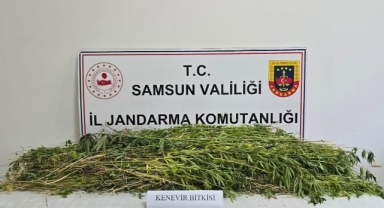 T.C.
SAMSUN VALİLİĞİ
İL JANDARMA KOMUTANLIĞI
KENEVİR BİTKİSİ